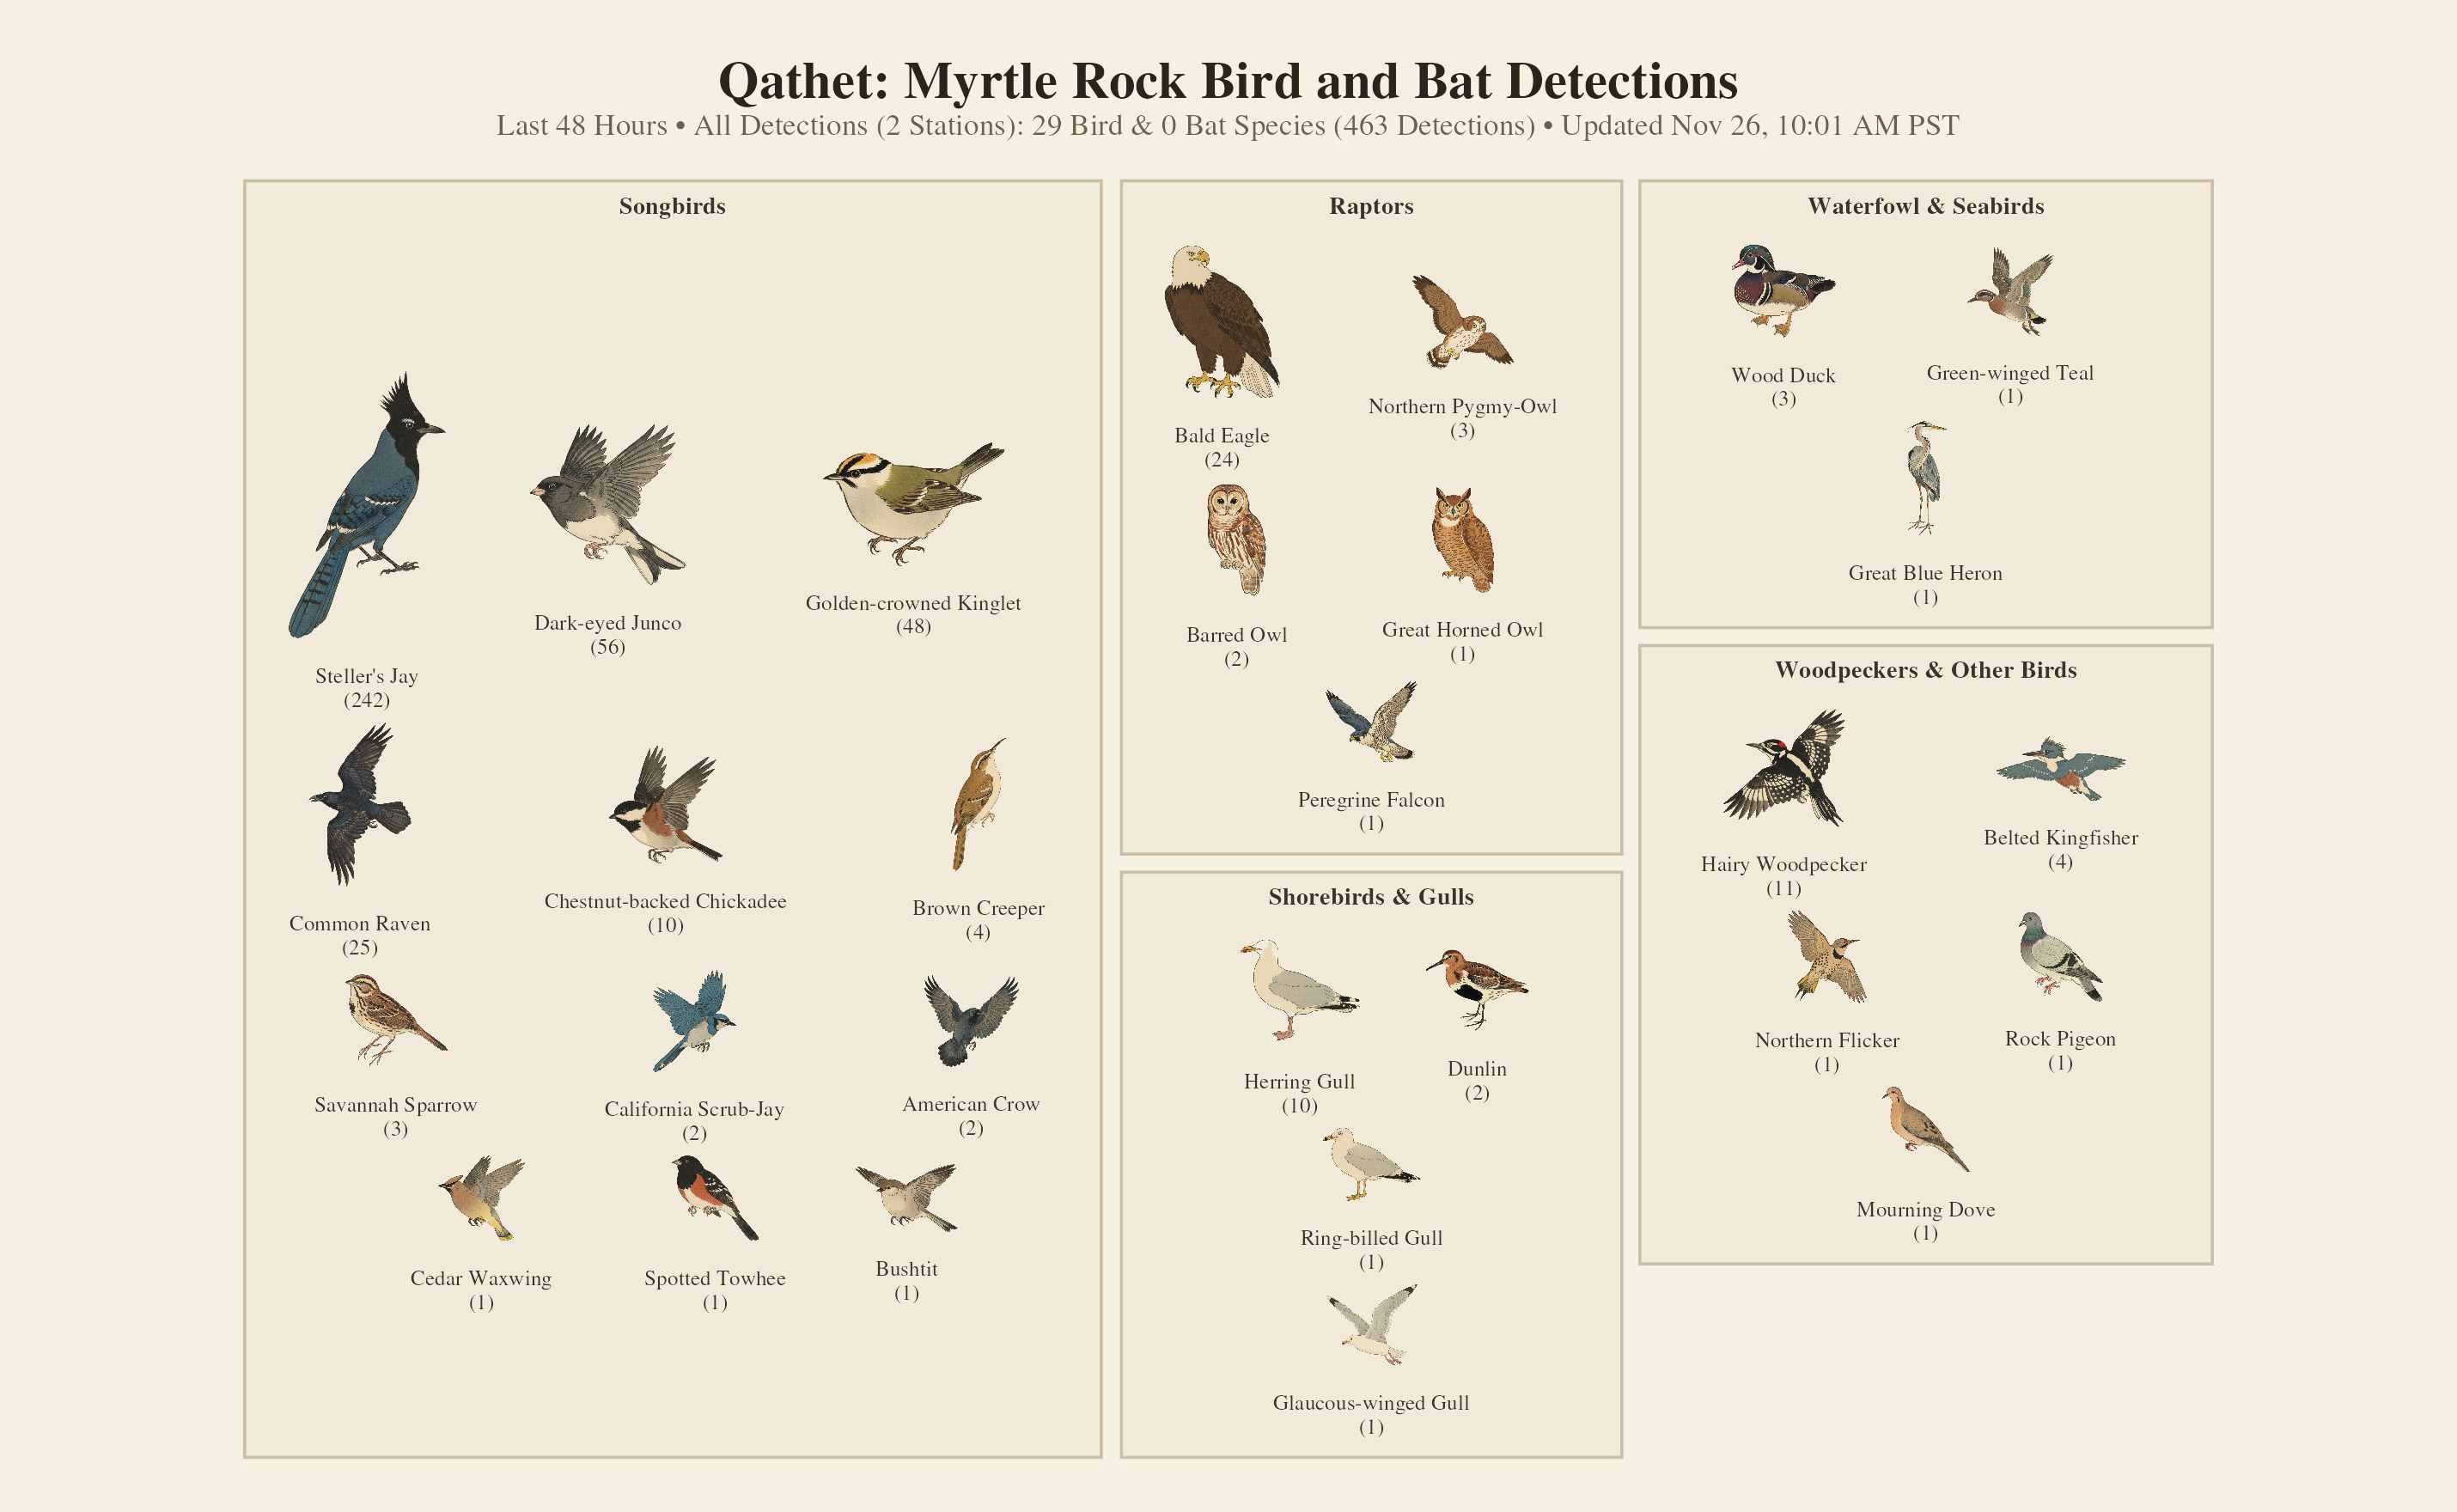 Qathet: Myrtle Rock Bird and Bat Detections
Last 48 Hours • All Detections (2 Stations): 29 Bird & 0 Bat Species (463 Detections) • Updated Nov 26, 10:01 AM PST
Songbirds
Steller's Jay
(242)
Dark-eyed Junco
(56)
Golden-crowned Kinglet
(48)
Common Raven
(25)
Chestnut-backed Chickadee
(10)
Brown Creeper
(4)
Savannah Sparrow
(3)
California Scrub-Jay
(2)
American Crow
(2)
Cedar Waxwing
(1)
Spotted Towhee
(1)
Bushtit
(1)
Raptors
Bald Eagle
(24)
Northern Pygmy-Owl
(3)
Barred Owl
(2)
Great Horned Owl
(1)
Peregrine Falcon
(1)
Shorebirds & Gulls
Herring Gull
(10)
Dunlin
(2)
Ring-billed Gull
(1)
Glaucous-winged Gull
(1)
Waterfowl & Seabirds
Wood Duck
(3)
Green-winged Teal
(1)
Great Blue Heron
(1)
Woodpeckers & Other Birds
Hairy Woodpecker
(11)
Belted Kingfisher
(4)
Northern Flicker
(1)
Rock Pigeon
(1)
Mourning Dove
(1)